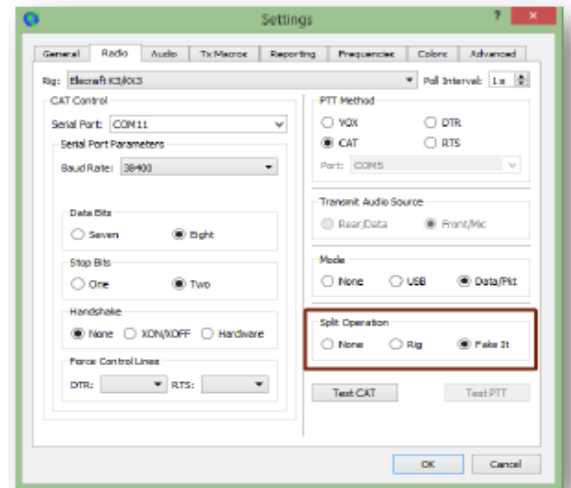 Settings
?
General Radio Audio Tx Macros Reporting Frequencies Colors Advanced
Rig: Elecraft K3/KX3 Poll Interval: 1 s
CAT Control
Serial Port: COM11
Serial Port Parameters
Baud Rate: 38400
Data Bits
Seven Eight
Stop Bits
One Two
Handshake
None XON/XOFF Hardware
Force Control Lines
DTR: RTS:
PTT Method
VOX DTR
CAT RTS
Port: COM5
Transmit Audio Source
Rear/Data Front/Mic
Mode
None USB Data/Pkt
Split Operation
None Rig Fake It
Test CAT Test PTT
OK Cancel